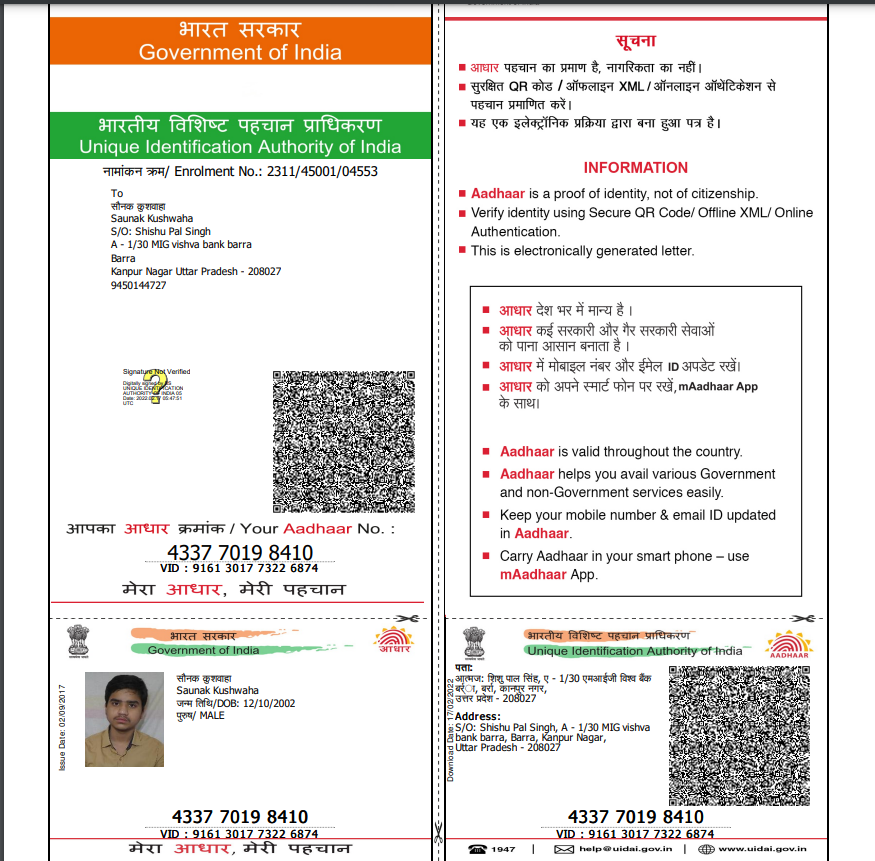 भारत सरकार
Government of India
भारतीय विशिष्ट पहचान प्राधिकरण
Unique Identification Authority of India
नामांकन क्रम/ Enrolment No.: 2311/45001/04553
To
सौनक कुशवाहा
Saunak Kushwaha
S/O: Shishu Pal Singh
A - 1/30 MIG vishva bank barra
Barra
Kanpur Nagar Uttar Pradesh - 208027
9450144727
Signature Not Verified
Digitally signed by DS
UNIQUE IDENTIFICATION
AUTHORITY OF INDIA 05
05:47:51
UTC
आपका आधार क्रमांक / Your Aadhaar No. :
4337 7019 8410
VID : 9161 3017 7322 6874
मेरा आधार, मेरी पहचान
सूचना
आधार पहचान का प्रमाण है, नागरिकता का नहीं।
सुरक्षित QR कोड / ऑफलाइन XML / ऑनलाइन ऑथेंटिकेशन से
पहचान प्रमाणित करें।
यह एक इलेक्ट्रॉनिक प्रक्रिया द्वारा बना हुआ पत्र है।
INFORMATION
Aadhaar is a proof of identity, not of citizenship.
Verify identity using Secure QR Code/ Offline XML/ Online
Authentication.
This is electronically generated letter.
आधार देश भर में मान्य है ।
आधार कई सरकारी और गैर सरकारी सेवाओं
को पाना आसान बनाता है ।
आधार में मोबाइल नंबर और ईमेल ID अपडेट रखें।
आधार को अपने स्मार्ट फोन पर रखें, mAadhaar App
के साथ।
Aadhaar is valid throughout the country.
Aadhaar helps you avail various Government
and non-Government services easily.
Keep your mobile number & email ID updated
in Aadhaar.
Carry Aadhaar in your smart phone – use
mAadhaar App.
भारत सरकार
Government of India
आधार
Issue Date: 02/09/2017
सौनक कुशवाहा
Saunak Kushwaha
जन्म तिथि/DOB: 12/10/2002
पुरुष/ MALE
4337 7019 8410
VID : 9161 3017 7322 6874
मेरा आधार, मेरी पहचान
भारतीय विशिष्ट पहचान प्राधिकरण
Unique Identification Authority of India
AADHAAR
Download Date: 17/02/2022
पता:
आत्मज: शिशु पाल सिंह, ए - 1/30 एमआईजी विश्व बैंक
बर्रा, कानपुर नगर,
उत्तर प्रदेश - 208027
Address:
S/O: Shishu Pal Singh, A - 1/30 MIG vishva
bank barra, Barra, Kanpur Nagar,
Uttar Pradesh - 208027
4337 7019 8410
VID : 9161 3017 7322 6874
1947 | help@uidai.gov.in | www.uidai.gov.in